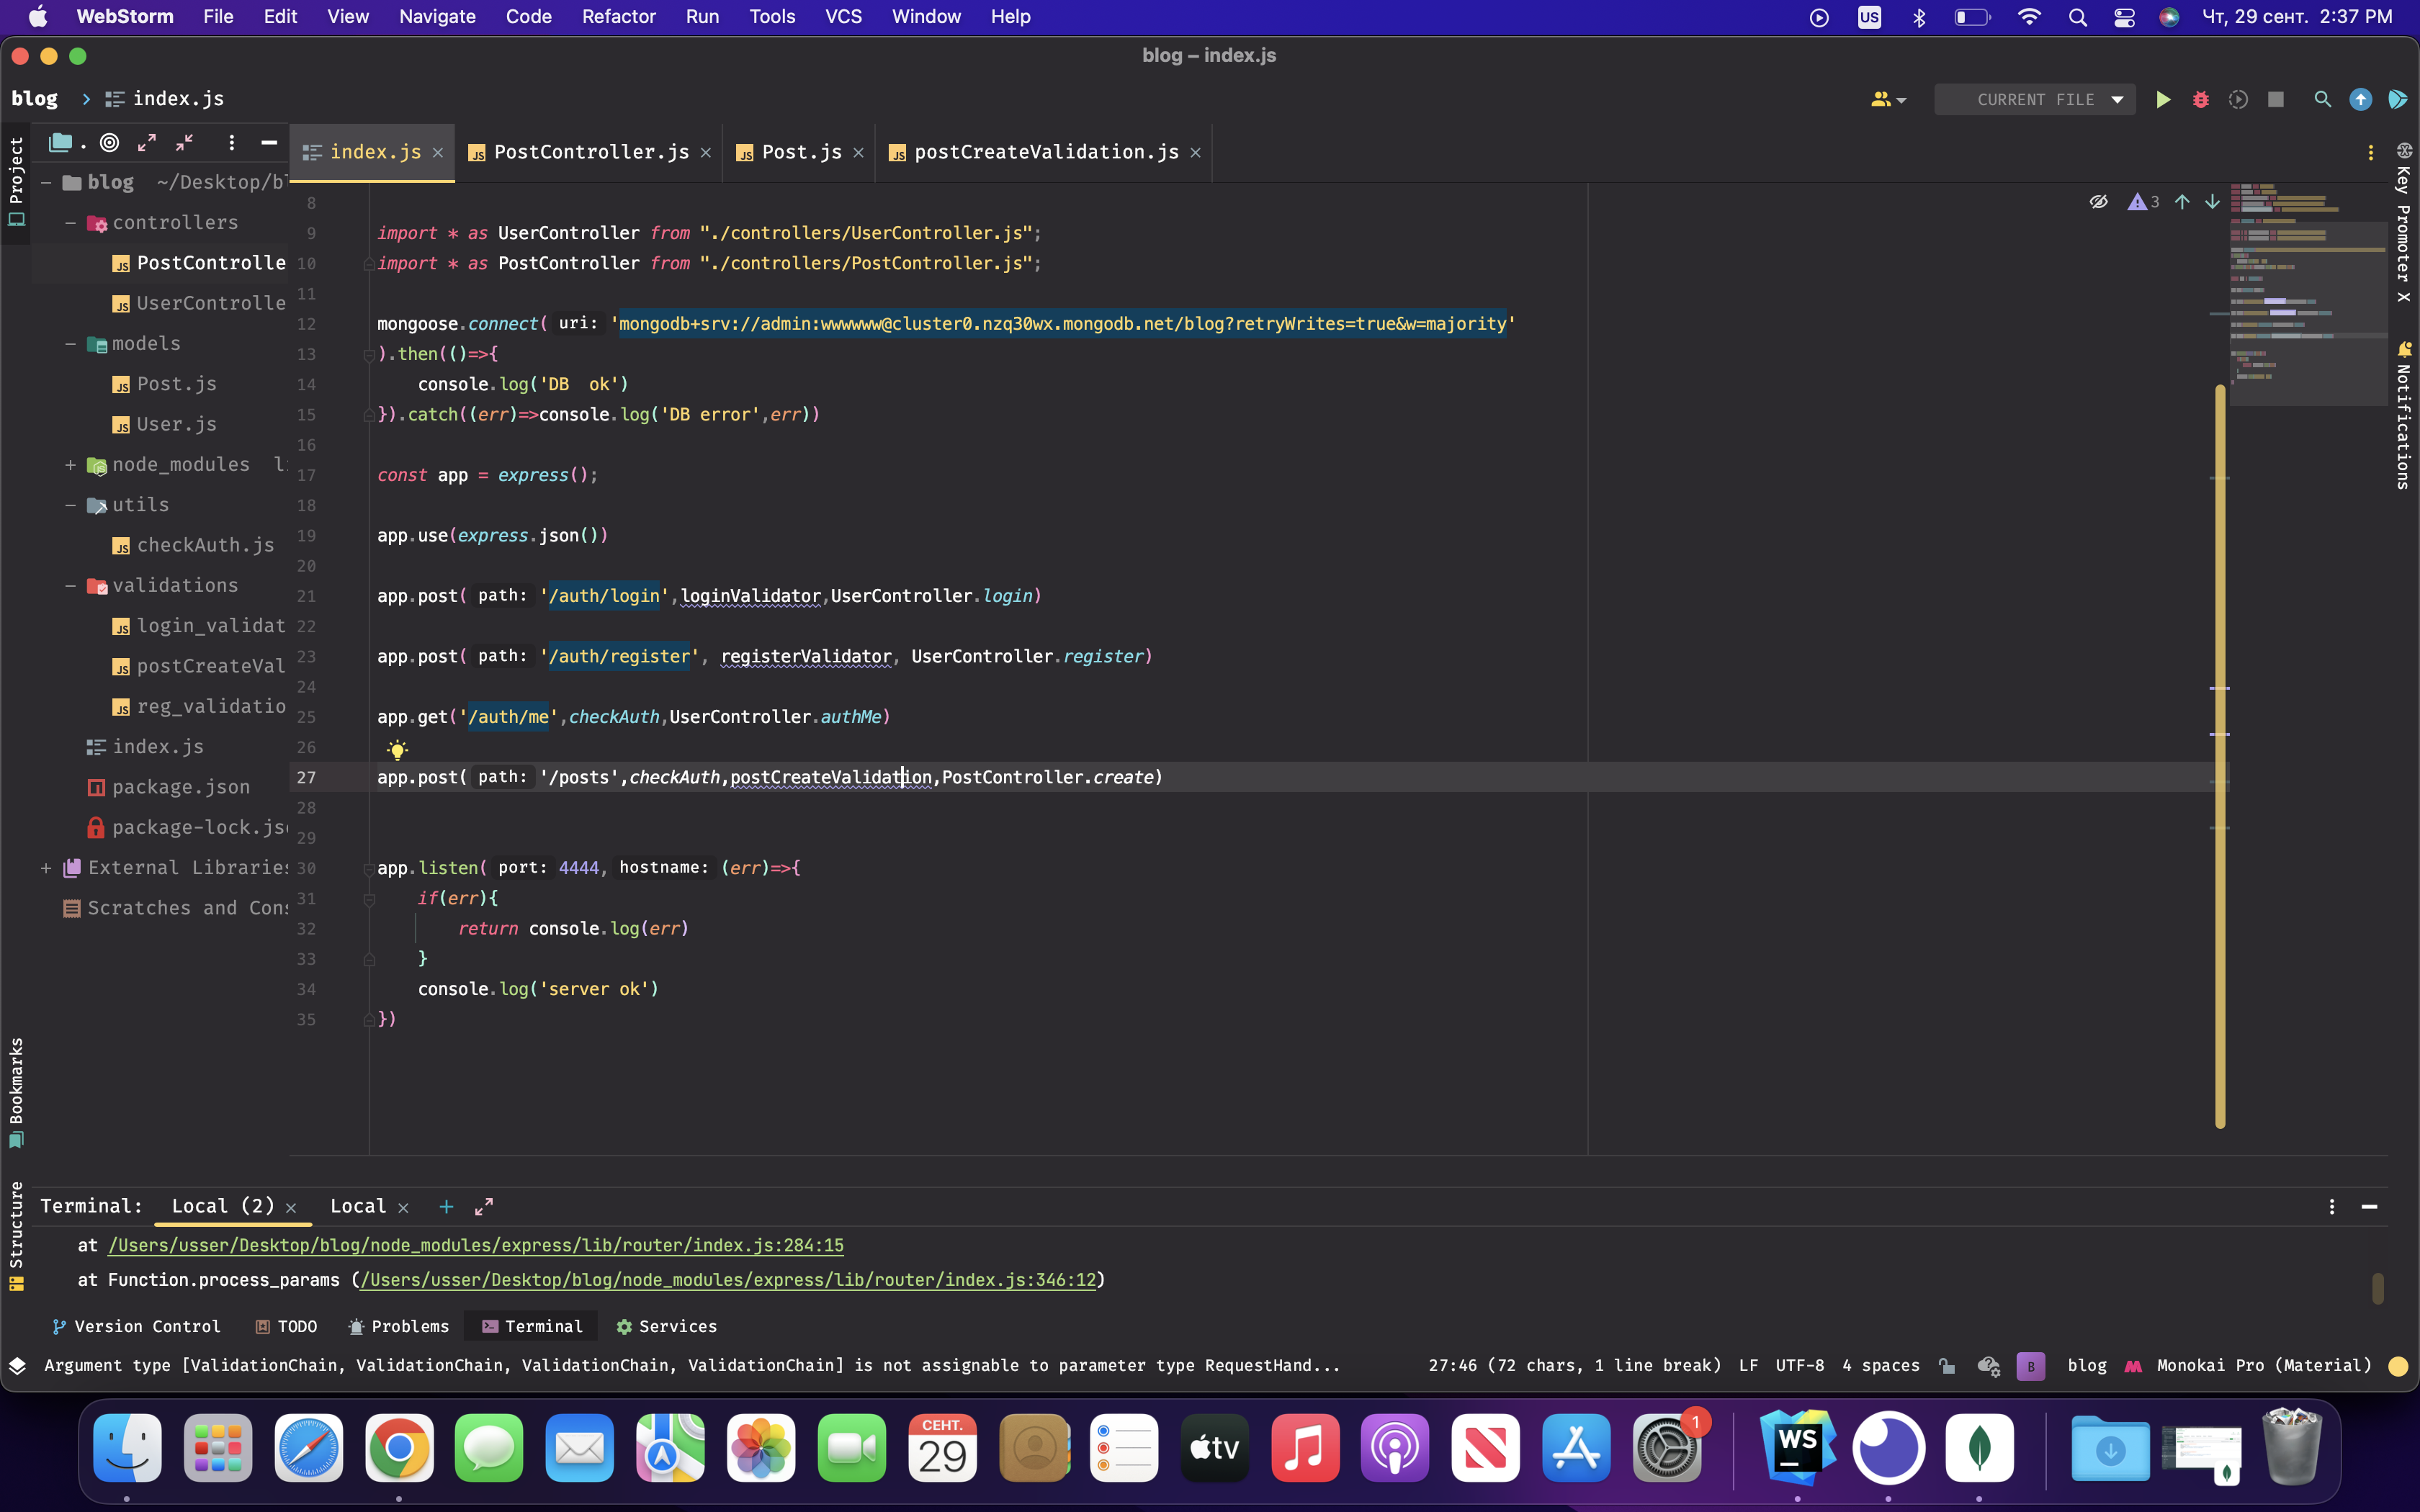 WebStorm File Edit View Navigate Code Refactor Run Tools VCS Window Help US Чт, 29 сент. 2:37 PM
blog – index.js
blog index.js CURRENT FILE
index.js PostController.js Post.js postCreateValidation.js
Project
blog ~/Desktop/bl
controllers
PostControlle
UserControlle
models
Post.js
User.js
node_modules li
utils
checkAuth.js
validations
login_validat
postCreateVal
reg_validatio
index.js
package.json
package-lock.jso
External Libraries
Scratches and Cons
3
8
9 import * as UserController from "./controllers/UserController.js";
10 import * as PostController from "./controllers/PostController.js";
11
12 mongoose.connect( uri: 'mongodb+srv://admin:wwwwww@cluster0.nzq30wx.mongodb.net/blog?retryWrites=true&w=majority'
13 ).then(()=>{
14 console.log('DB  ok')
15 }).catch((err)=>console.log('DB error',err))
16
17 const app = express();
18
19 app.use(express.json())
20
21 app.post( path: '/auth/login',loginValidator,UserController.login)
22
23 app.post( path: '/auth/register', registerValidator, UserController.register)
24
25 app.get('/auth/me',checkAuth,UserController.authMe)
26
27 app.post( path: '/posts',checkAuth,postCreateValidation,PostController.create)
28
29
30 app.listen( port: 4444, hostname: (err)=>{
31 if(err){
32 return console.log(err)
33 }
34 console.log('server ok')
35 })
Key Promoter X
Notifications
Bookmarks
Structure
Terminal: Local (2) Local
at /Users/usser/Desktop/blog/node_modules/express/lib/router/index.js:284:15
at Function.process_params (/Users/usser/Desktop/blog/node_modules/express/lib/router/index.js:346:12)
Version Control TODO Problems Terminal Services
Argument type [ValidationChain, ValidationChain, ValidationChain, ValidationChain] is not assignable to parameter type RequestHand... 27:46 (72 chars, 1 line break) LF UTF-8 4 spaces B blog Monokai Pro (Material)
СЕНТ.
29
tv
1
WS